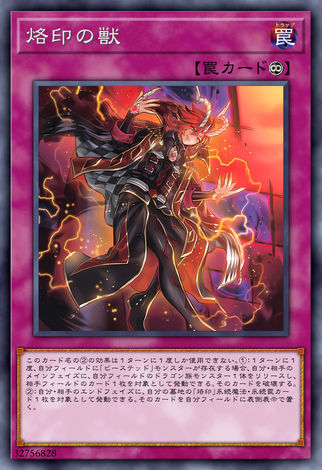 烙印の獣
トラップ
罠
【罠カード】
このカード名の②の効果は１ターンに１度しか使用できない。①：１ターンに１
度、自分フィールドに「ビーステッド」モンスターが存在する場合、自分・相手の
メインフェイズに、自分フィールドのドラゴン族モンスター１体をリリースし、
相手フィールドのカード１枚を対象として発動できる。そのカードを破壊する。
②：自分・相手のエンドフェイズに、自分の墓地の「烙印」永続魔法・永続罠カー
ド１枚を対象として発動できる。そのカードを自分フィールドに表側表示で置
く。
32756828